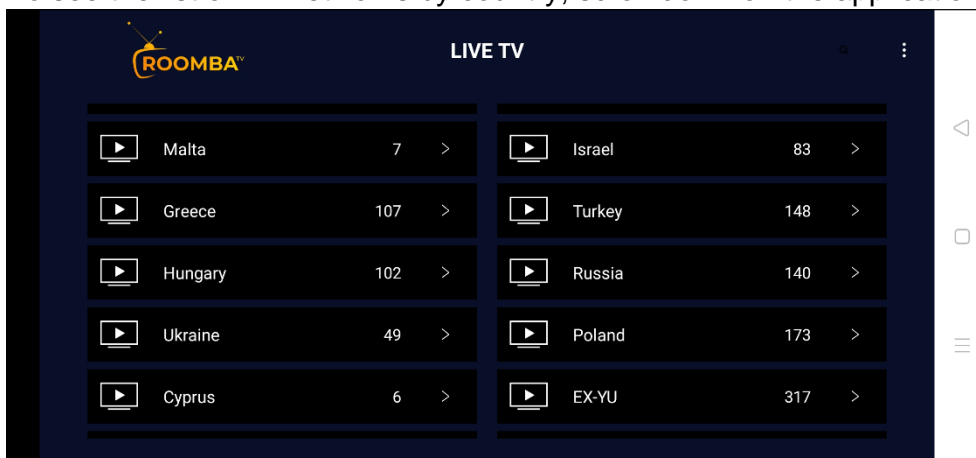 ROOMBA TV
LIVE TV
Malta 7 >
Israel 83 >
Greece 107 >
Turkey 148 >
Hungary 102 >
Russia 140 >
Ukraine 49 >
Poland 173 >
Cyprus 6 >
EX-YU 317 >